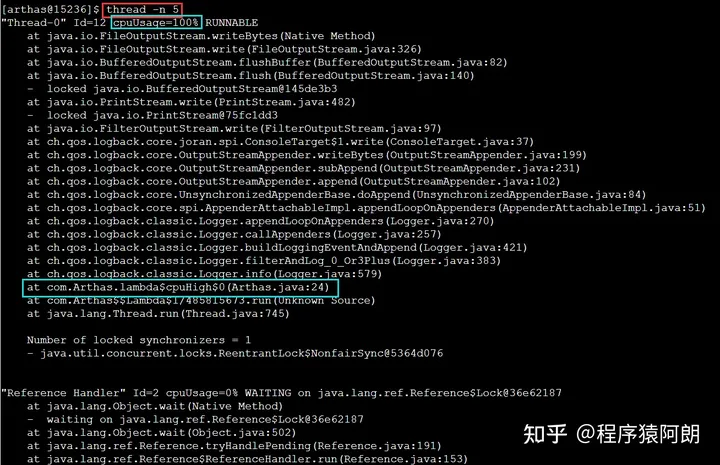 [arthas@15236]$ thread -n 5
"Thread-0" Id=12 cpuUsage=100% RUNNABLE
at java.io.FileOutputStream.writeBytes(Native Method)
at java.io.FileOutputStream.write(FileOutputStream.java:326)
at java.io.BufferedOutputStream.flushBuffer(BufferedOutputStream.java:82)
at java.io.BufferedOutputStream.flush(BufferedOutputStream.java:140)
- locked java.io.BufferedOutputStream@145de3b3
at java.io.PrintStream.write(PrintStream.java:482)
- locked java.io.PrintStream@75fc1dd3
at java.io.FilterOutputStream.write(FilterOutputStream.java:97)
at ch.qos.logback.core.joran.spi.ConsoleTarget$1.write(ConsoleTarget.java:37)
at ch.qos.logback.core.OutputStreamAppender.writeBytes(OutputStreamAppender.java:199)
at ch.qos.logback.core.OutputStreamAppender.subAppend(OutputStreamAppender.java:231)
at ch.qos.logback.core.OutputStreamAppender.append(OutputStreamAppender.java:102)
at ch.qos.logback.core.UnsynchronizedAppenderBase.doAppend(UnsynchronizedAppenderBase.java:84)
at ch.qos.logback.core.spi.AppenderAttachableImpl.appendLoopOnAppenders(AppenderAttachableImpl.java:51)
at ch.qos.logback.classic.Logger.appendLoopOnAppenders(Logger.java:270)
at ch.qos.logback.classic.Logger.callAppenders(Logger.java:257)
at ch.qos.logback.classic.Logger.buildLoggingEventAndAppend(Logger.java:421)
at ch.qos.logback.classic.Logger.filterAndLog_0_Or3Plus(Logger.java:383)
at ch.qos.logback.classic.Logger.info(Logger.java:579)
at com.Arthas.lambda$cpuHigh$0(Arthas.java:24)
at com.Arthas$$Lambda$1/485815673.run(Unknown Source)
at java.lang.Thread.run(Thread.java:745)
Number of locked synchronizers = 1
- java.util.concurrent.locks.ReentrantLock$NonfairSync@5364d076
"Reference Handler" Id=2 cpuUsage=0% WAITING on java.lang.ref.Reference$Lock@36e62187
at java.lang.Object.wait(Native Method)
- waiting on java.lang.ref.Reference$Lock@36e62187
at java.lang.Object.wait(Object.java:502)
at java.lang.ref.Reference.tryHandlePending(Reference.java:191)
at java.lang.ref.Reference$ReferenceHandler.run(Reference.java:153)
知乎 @程序猿阿朗